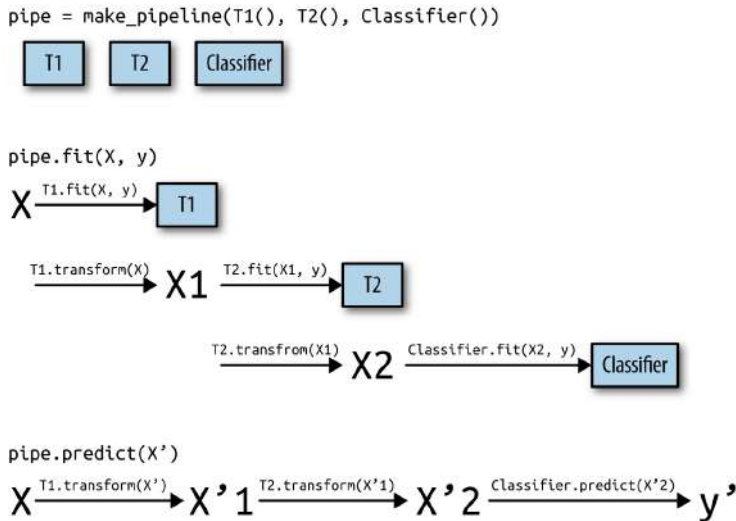 pipe = make_pipeline(T1(), T2(), Classifier())
T1 T2 Classifier
pipe.fit(X, y)
X T1.fit(X, y) T1
T1.transform(X) X1 T2.fit(X1, y) T2
T2.transfrom(X1) X2 Classifier.fit(X2, y) Classifier
pipe.predict(X’)
X T1.transform(X’) X’1 T2.transform(X’1) X’2 Classifier.predict(X’2) y’